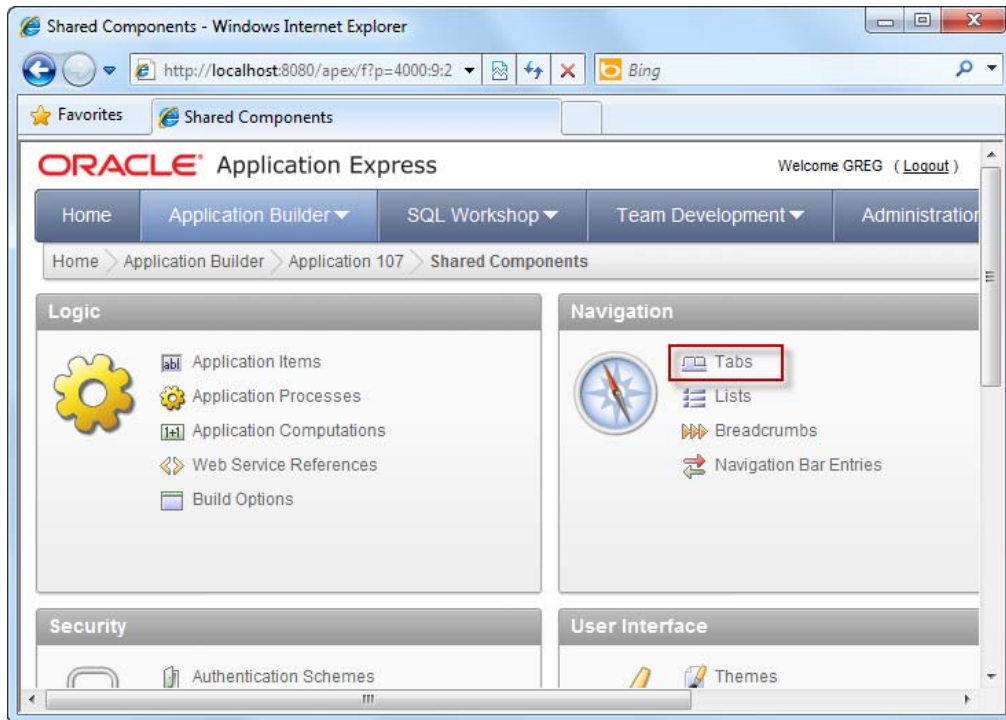 Shared Components - Windows Internet Explorer
http://localhost:8080/apex/f?p=4000:9:2
Bing
Favorites
Shared Components
ORACLE Application Express
Welcome GREG ( Logout )
Home Application Builder SQL Workshop Team Development Administration
Home Application Builder Application 107 Shared Components
Logic
abl Application Items
Application Processes
1+1 Application Computations
Web Service References
Build Options
Navigation
Tabs
Lists
Breadcrumbs
Navigation Bar Entries
Security
Authentication Schemes
User Interface
Themes